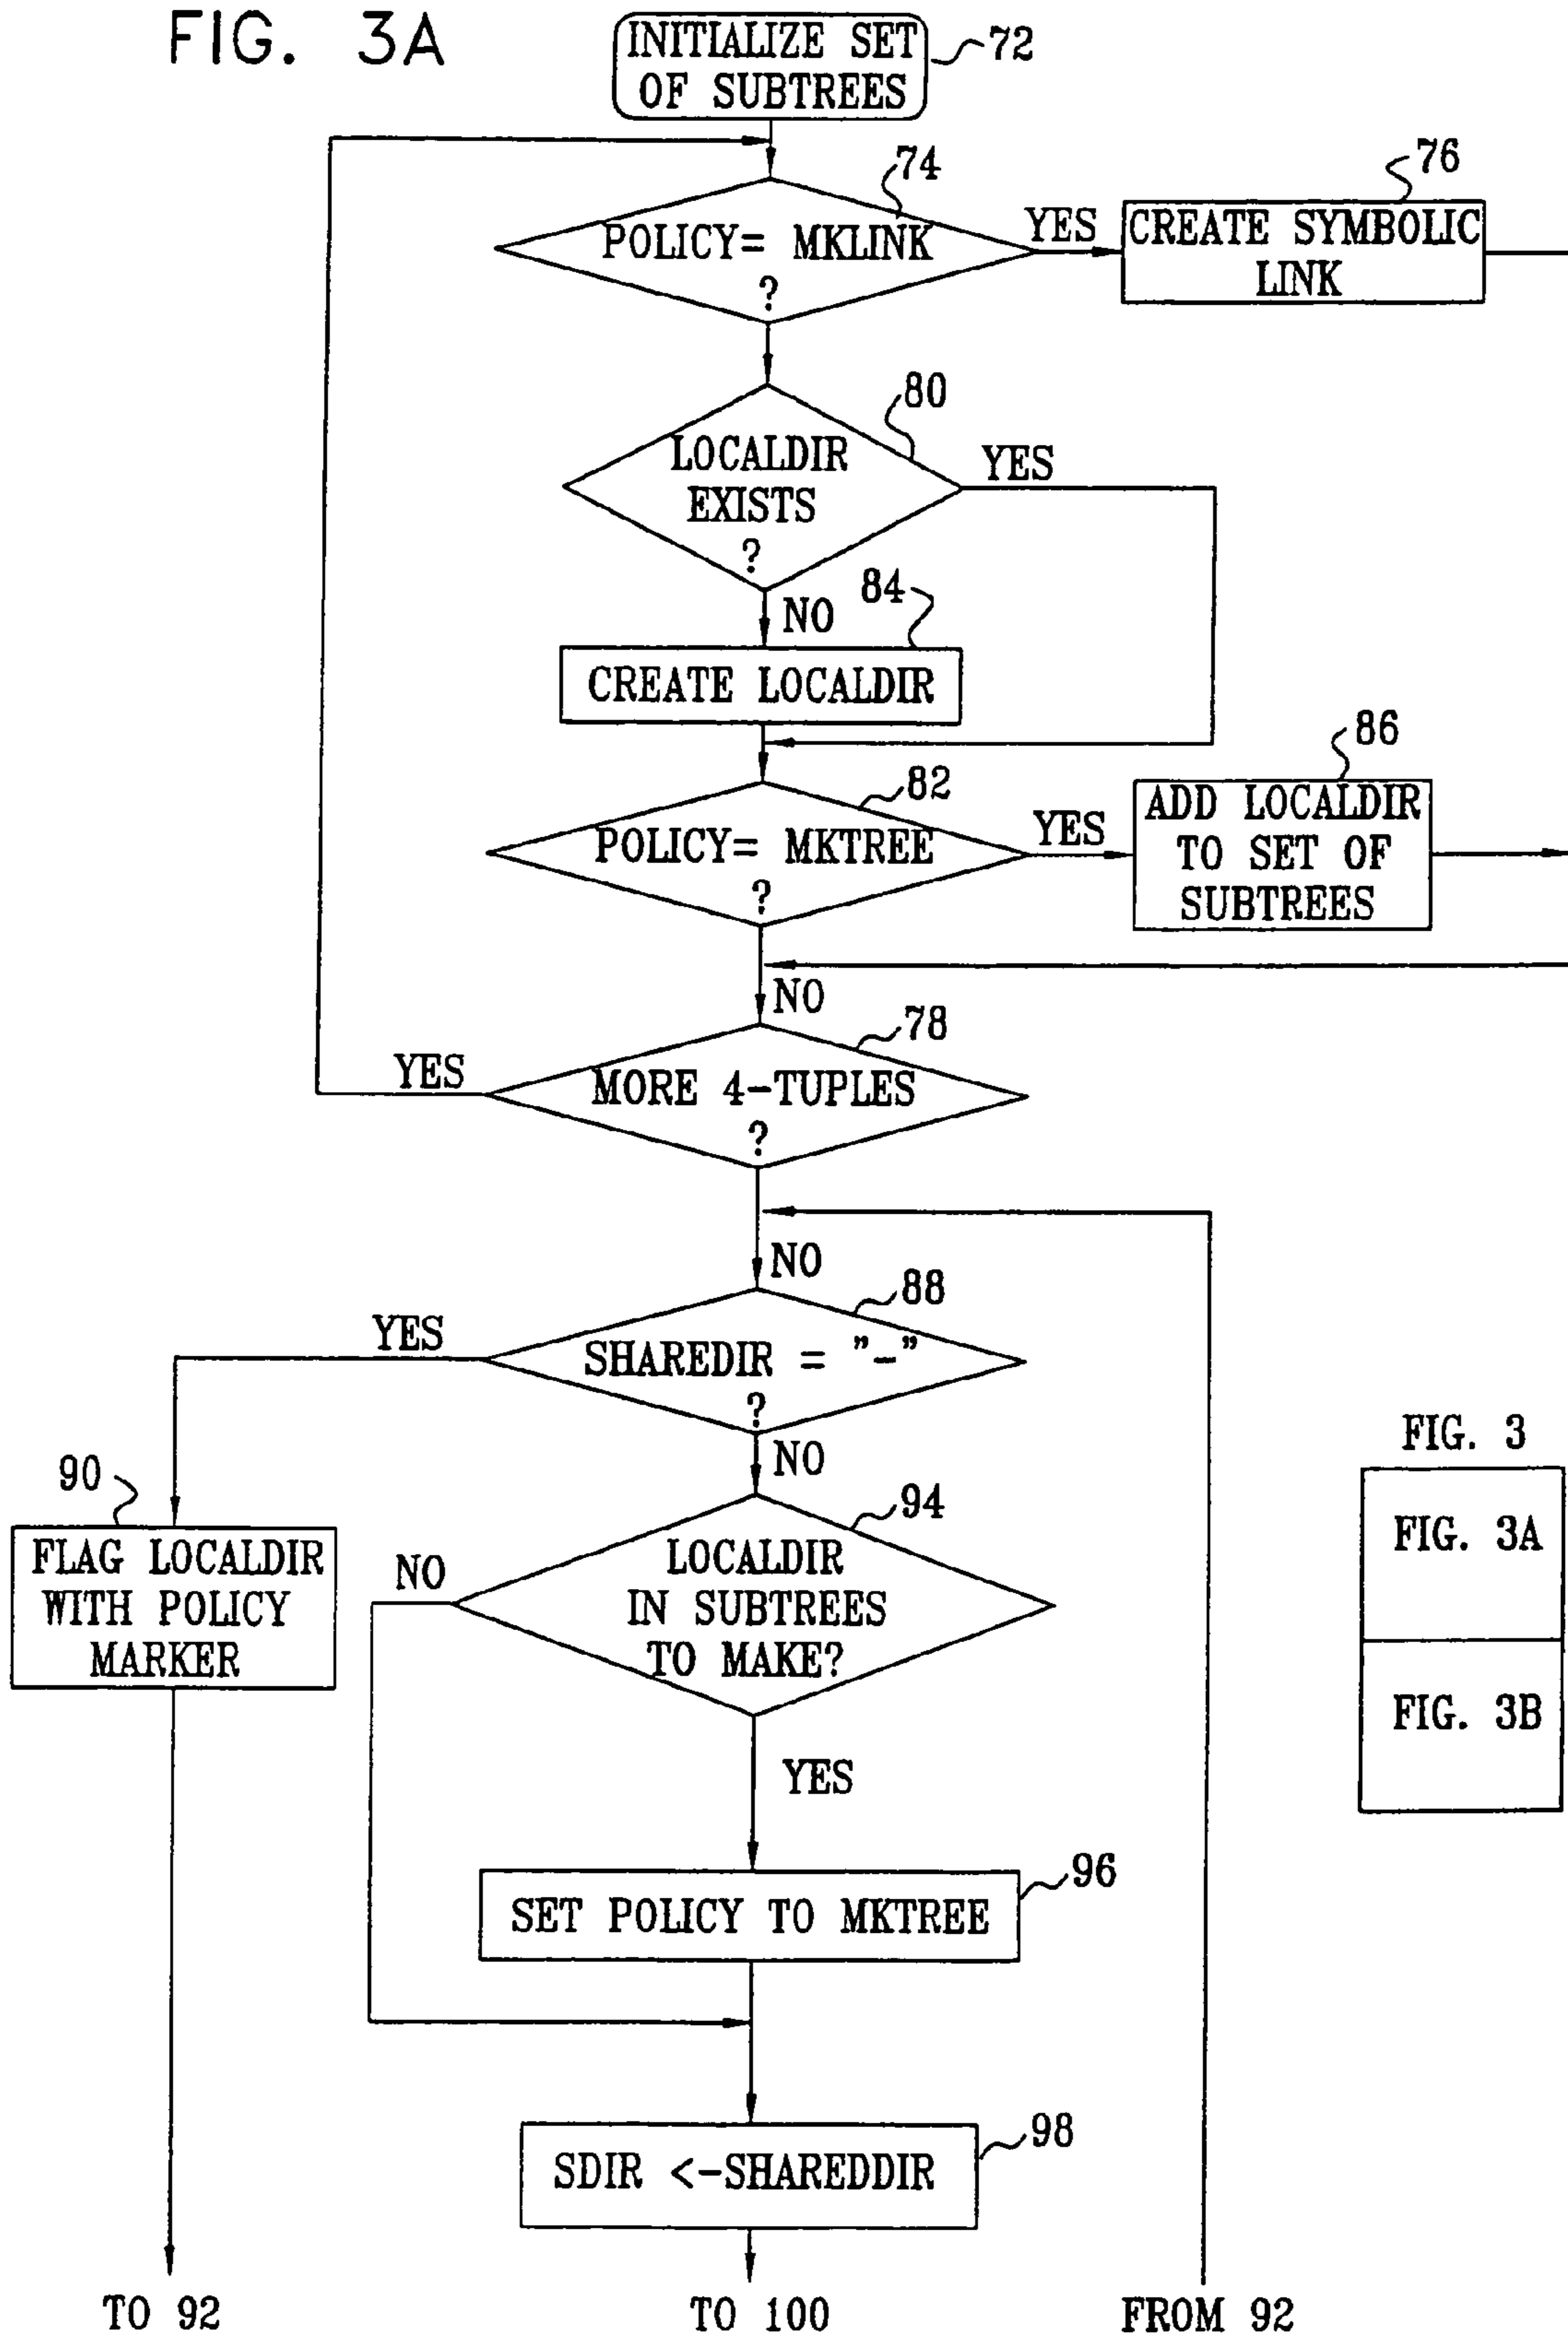 FIG. 3A
INITIALIZE SET
OF SUBTREES
72
74
POLICY= MKLINK
?
YES
76
CREATE SYMBOLIC
LINK
80
LOCALDIR
EXISTS
?
YES
NO
84
CREATE LOCALDIR
82
POLICY= MKTREE
?
YES
86
ADD LOCALDIR
TO SET OF
SUBTREES
NO
78
MORE 4-TUPLES
?
YES
NO
88
SHAREDIR = "-"
?
YES
NO
90
FLAG LOCALDIR
WITH POLICY
MARKER
94
LOCALDIR
IN SUBTREES
TO MAKE?
NO
YES
96
SET POLICY TO MKTREE
98
SDIR <-SHAREDDIR
TO 92
TO 100
FROM 92
FIG. 3
FIG. 3A
FIG. 3B